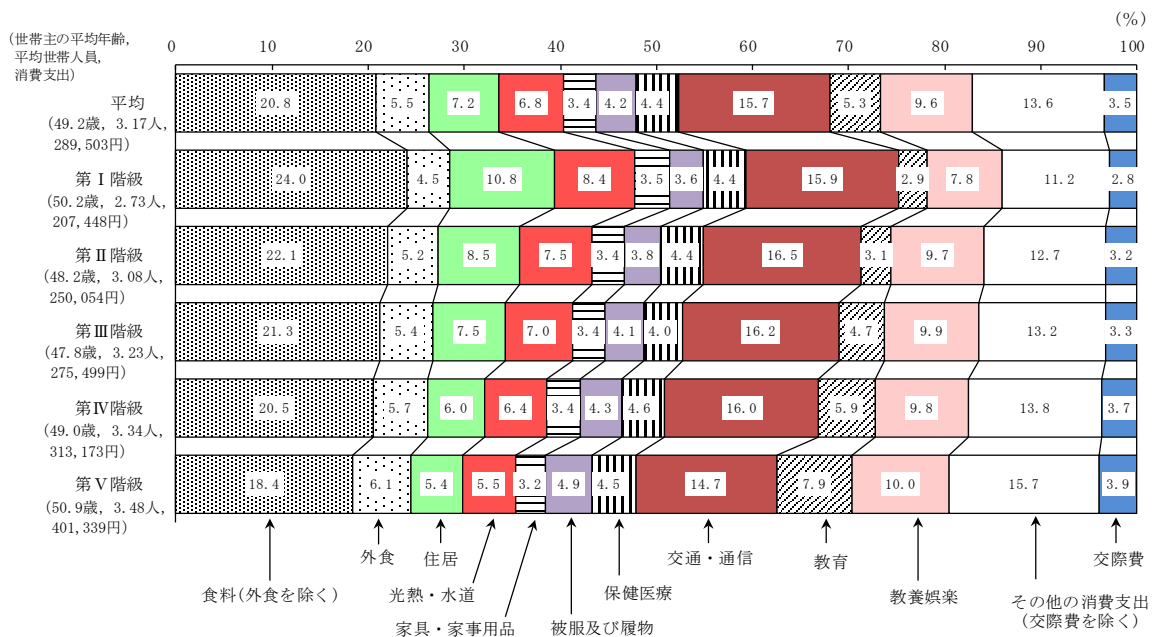 (%)
(世帯主の平均年齢,
平均世帯人員,
消費支出)
0 10 20 30 40 50 60 70 80 90 100
平均
(49.2歳, 3.17人,
289,503円)
20.8 5.5 7.2 6.8 3.4 4.2 4.4 15.7 5.3 9.6 13.6 3.5
第Ⅰ階級
(50.2歳, 2.73人,
207,448円)
24.0 4.5 10.8 8.4 3.5 3.6 4.4 15.9 2.9 7.8 11.2 2.8
第Ⅱ階級
(48.2歳, 3.08人,
250,054円)
22.1 5.2 8.5 7.5 3.4 3.8 4.4 16.5 3.1 9.7 12.7 3.2
第Ⅲ階級
(47.8歳, 3.23人,
275,499円)
21.3 5.4 7.5 7.0 3.4 4.1 4.0 16.2 4.7 9.9 13.2 3.3
第Ⅳ階級
(49.0歳, 3.34人,
313,173円)
20.5 5.7 6.0 6.4 3.4 4.3 4.6 16.0 5.9 9.8 13.8 3.7
第Ⅴ階級
(50.9歳, 3.48人,
401,339円)
18.4 6.1 5.4 5.5 3.2 4.9 4.5 14.7 7.9 10.0 15.7 3.9
食料(外食を除く)
外食
住居
光熱・水道
家具・家事用品
被服及び履物
保健医療
交通・通信
教育
教養娯楽
その他の消費支出
(交際費を除く)
交際費